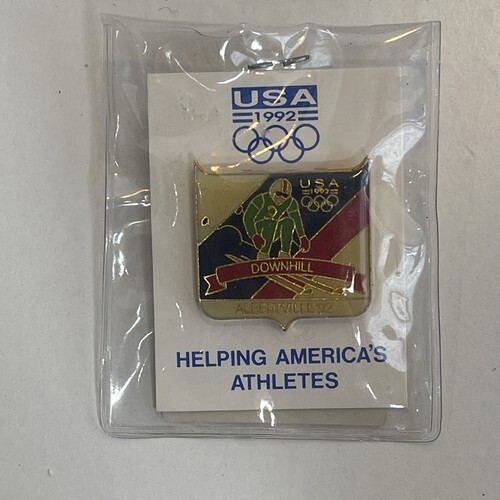 USA
1992
USA
1992
DOWNHILL
ALBERTVILLE '92
HELPING AMERICA'S
ATHLETES